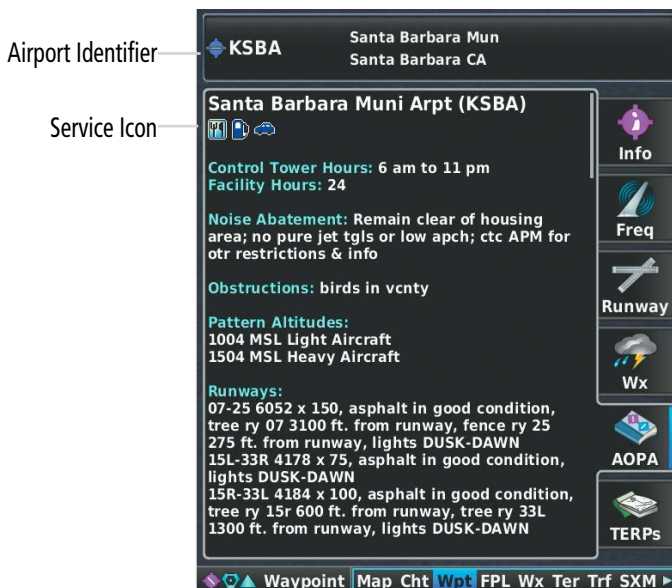 Airport Identifier
Service Icon
KSBA
Santa Barbara Mun
Santa Barbara CA
Santa Barbara Muni Arpt (KSBA)
Control Tower Hours: 6 am to 11 pm
Facility Hours: 24
Noise Abatement: Remain clear of housing
area; no pure jet tgls or low apch; ctc APM for
otr restrictions & info
Obstructions: birds in vcnty
Pattern Altitudes:
1004 MSL Light Aircraft
1504 MSL Heavy Aircraft
Runways:
07-25 6052 x 150, asphalt in good condition,
tree ry 07 3100 ft. from runway, fence ry 25
275 ft. from runway, lights DUSK-DAWN
15L-33R 4178 x 75, asphalt in good condition,
lights DUSK-DAWN
15R-33L 4184 x 100, asphalt in good condition,
tree ry 15r 600 ft. from runway, tree ry 33L
1300 ft. from runway, lights DUSK-DAWN
Info
Freq
Runway
Wx
AOPA
TERPs
Waypoint Map Cht Wpt FPL Wx Ter Trf SXM